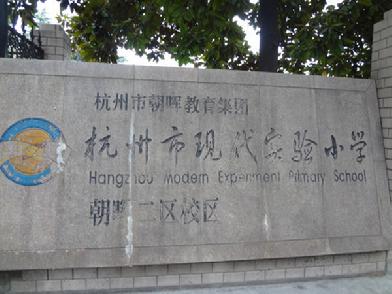 杭州市朝晖教育集团
杭州市现代实验小学
Hangzhou Modern Experiment Primary School
朝晖二区校区